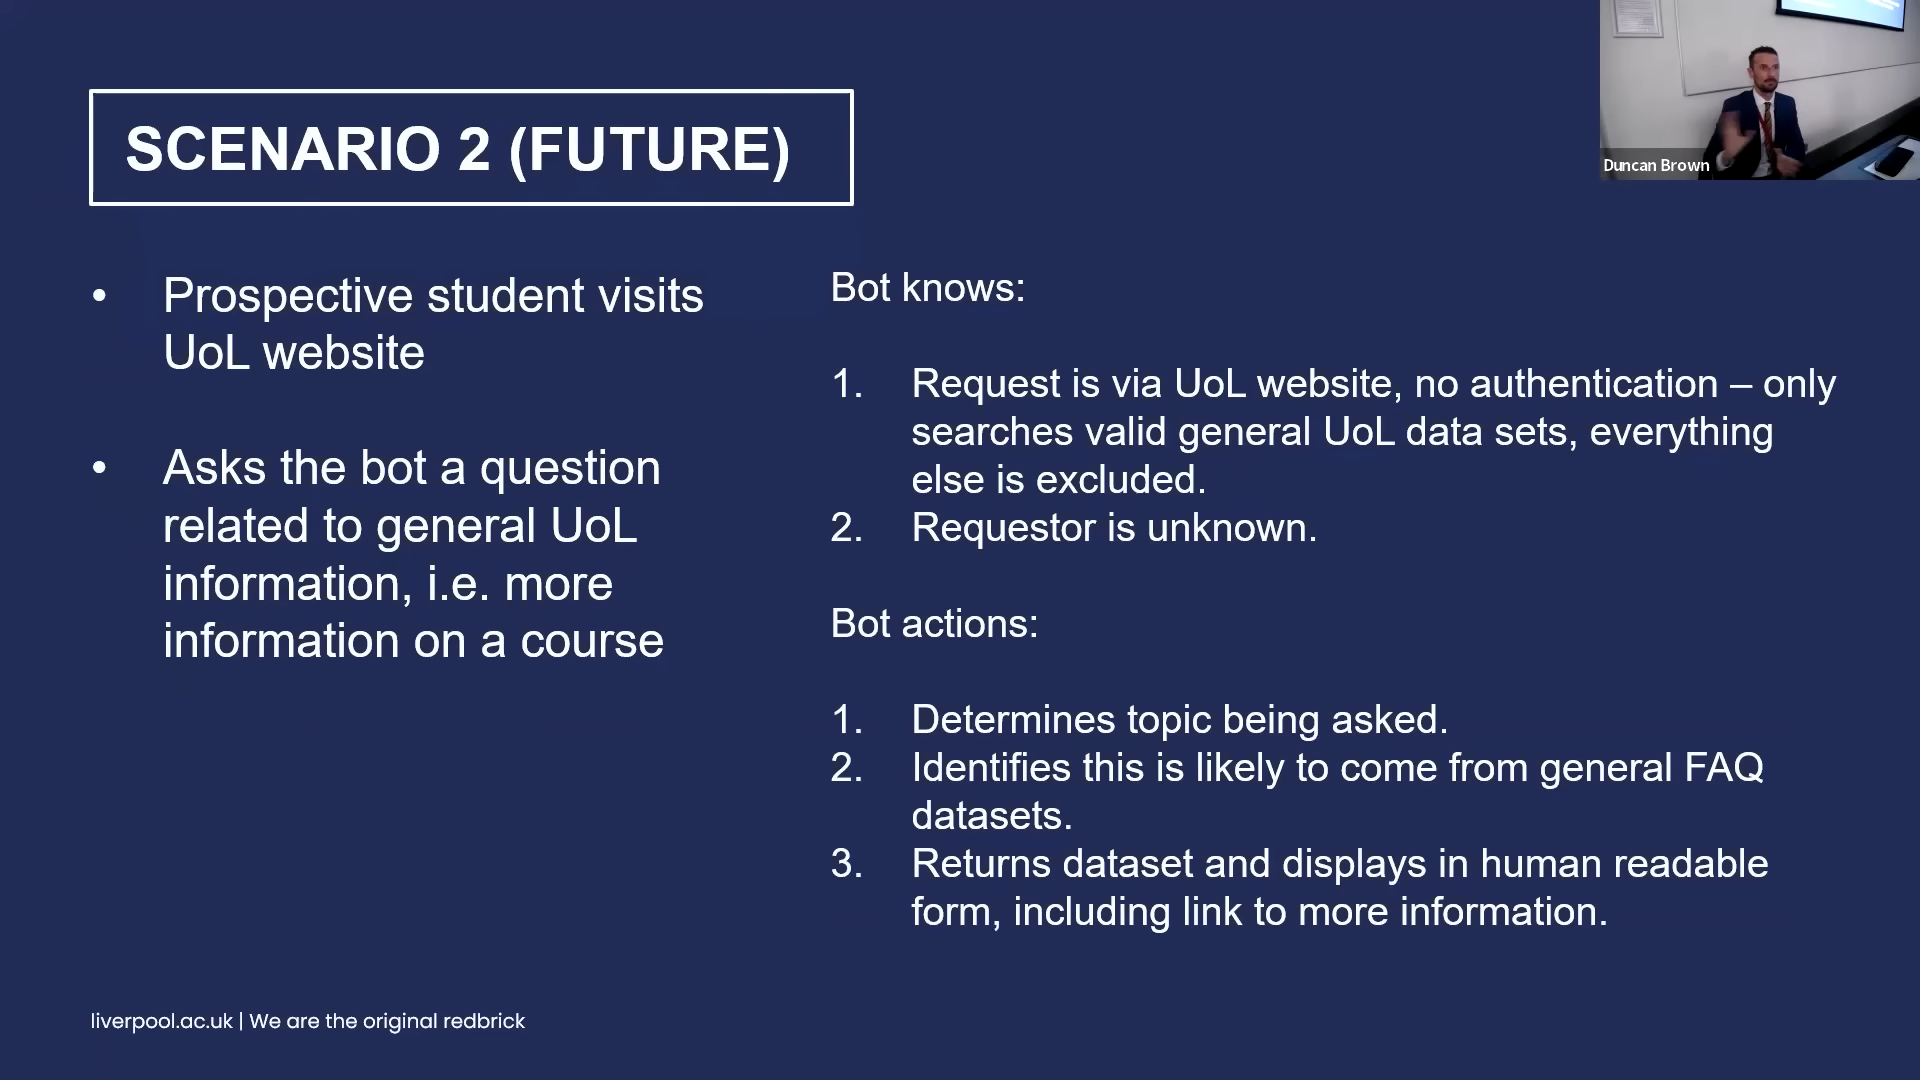 SCENARIO 2 (FUTURE)
• Prospective student visits
UoL website
• Asks the bot a question
related to general UoL
information, i.e. more
information on a course
Bot knows:
1. Request is via UoL website, no authentication – only
searches valid general UoL data sets, everything
else is excluded.
2. Requestor is unknown.
Bot actions:
1. Determines topic being asked.
2. Identifies this is likely to come from general FAQ
datasets.
3. Returns dataset and displays in human readable
form, including link to more information.
liverpool.ac.uk | We are the original redbrick
Duncan Brown